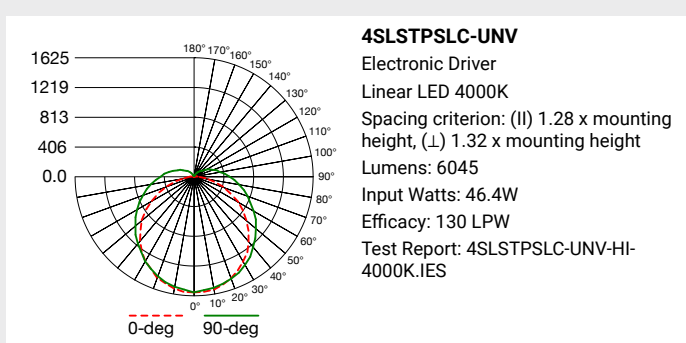 1625
1219
813
406
0.0
180°
170°
160°
150°
140°
130°
120°
110°
100°
90°
80°
70°
60°
50°
40°
30°
20°
10°
0°
0-deg
90-deg
4SLSTPSLC-UNV
Electronic Driver
Linear LED 4000K
Spacing criterion: (II) 1.28 x mounting
height, (⊥) 1.32 x mounting height
Lumens: 6045
Input Watts: 46.4W
Efficacy: 130 LPW
Test Report: 4SLSTPSLC-UNV-HI-
4000K.IES